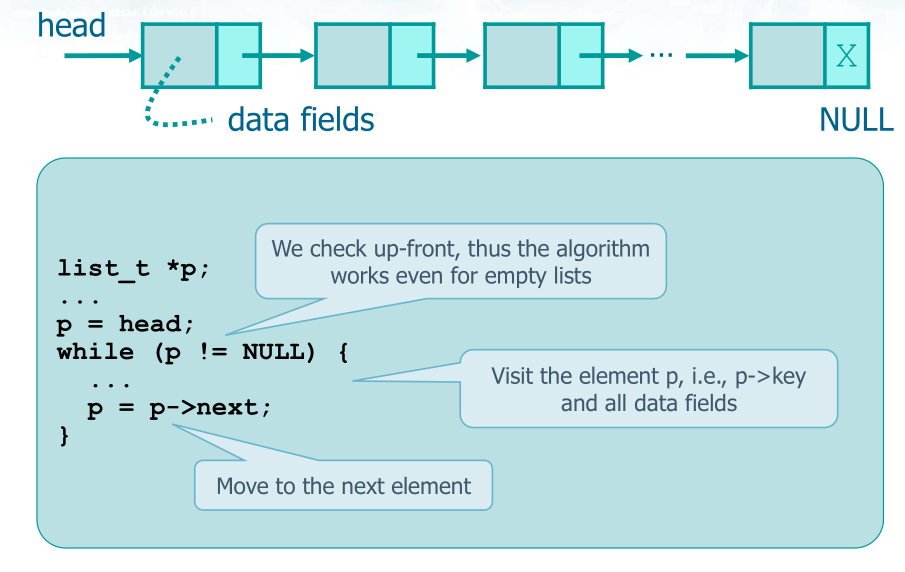 head
...
X
data fields
NULL
We check up-front, thus the algorithm
works even for empty lists
list_t *p;
...
p = head;
while (p != NULL) {
...
Visit the element p, i.e., p->key
and all data fields
p = p->next;
}
Move to the next element